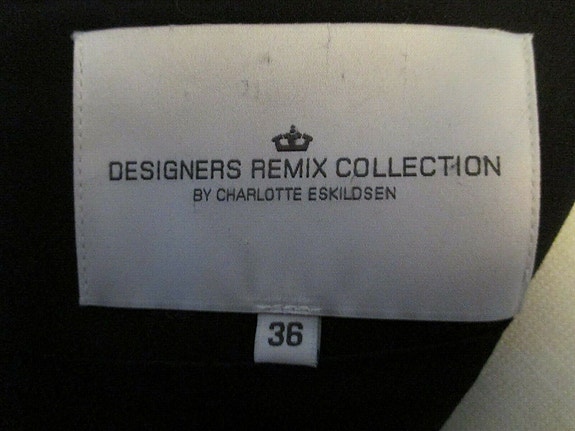 DESIGNERS REMIX COLLECTION
BY CHARLOTTE ESKILDSEN
36